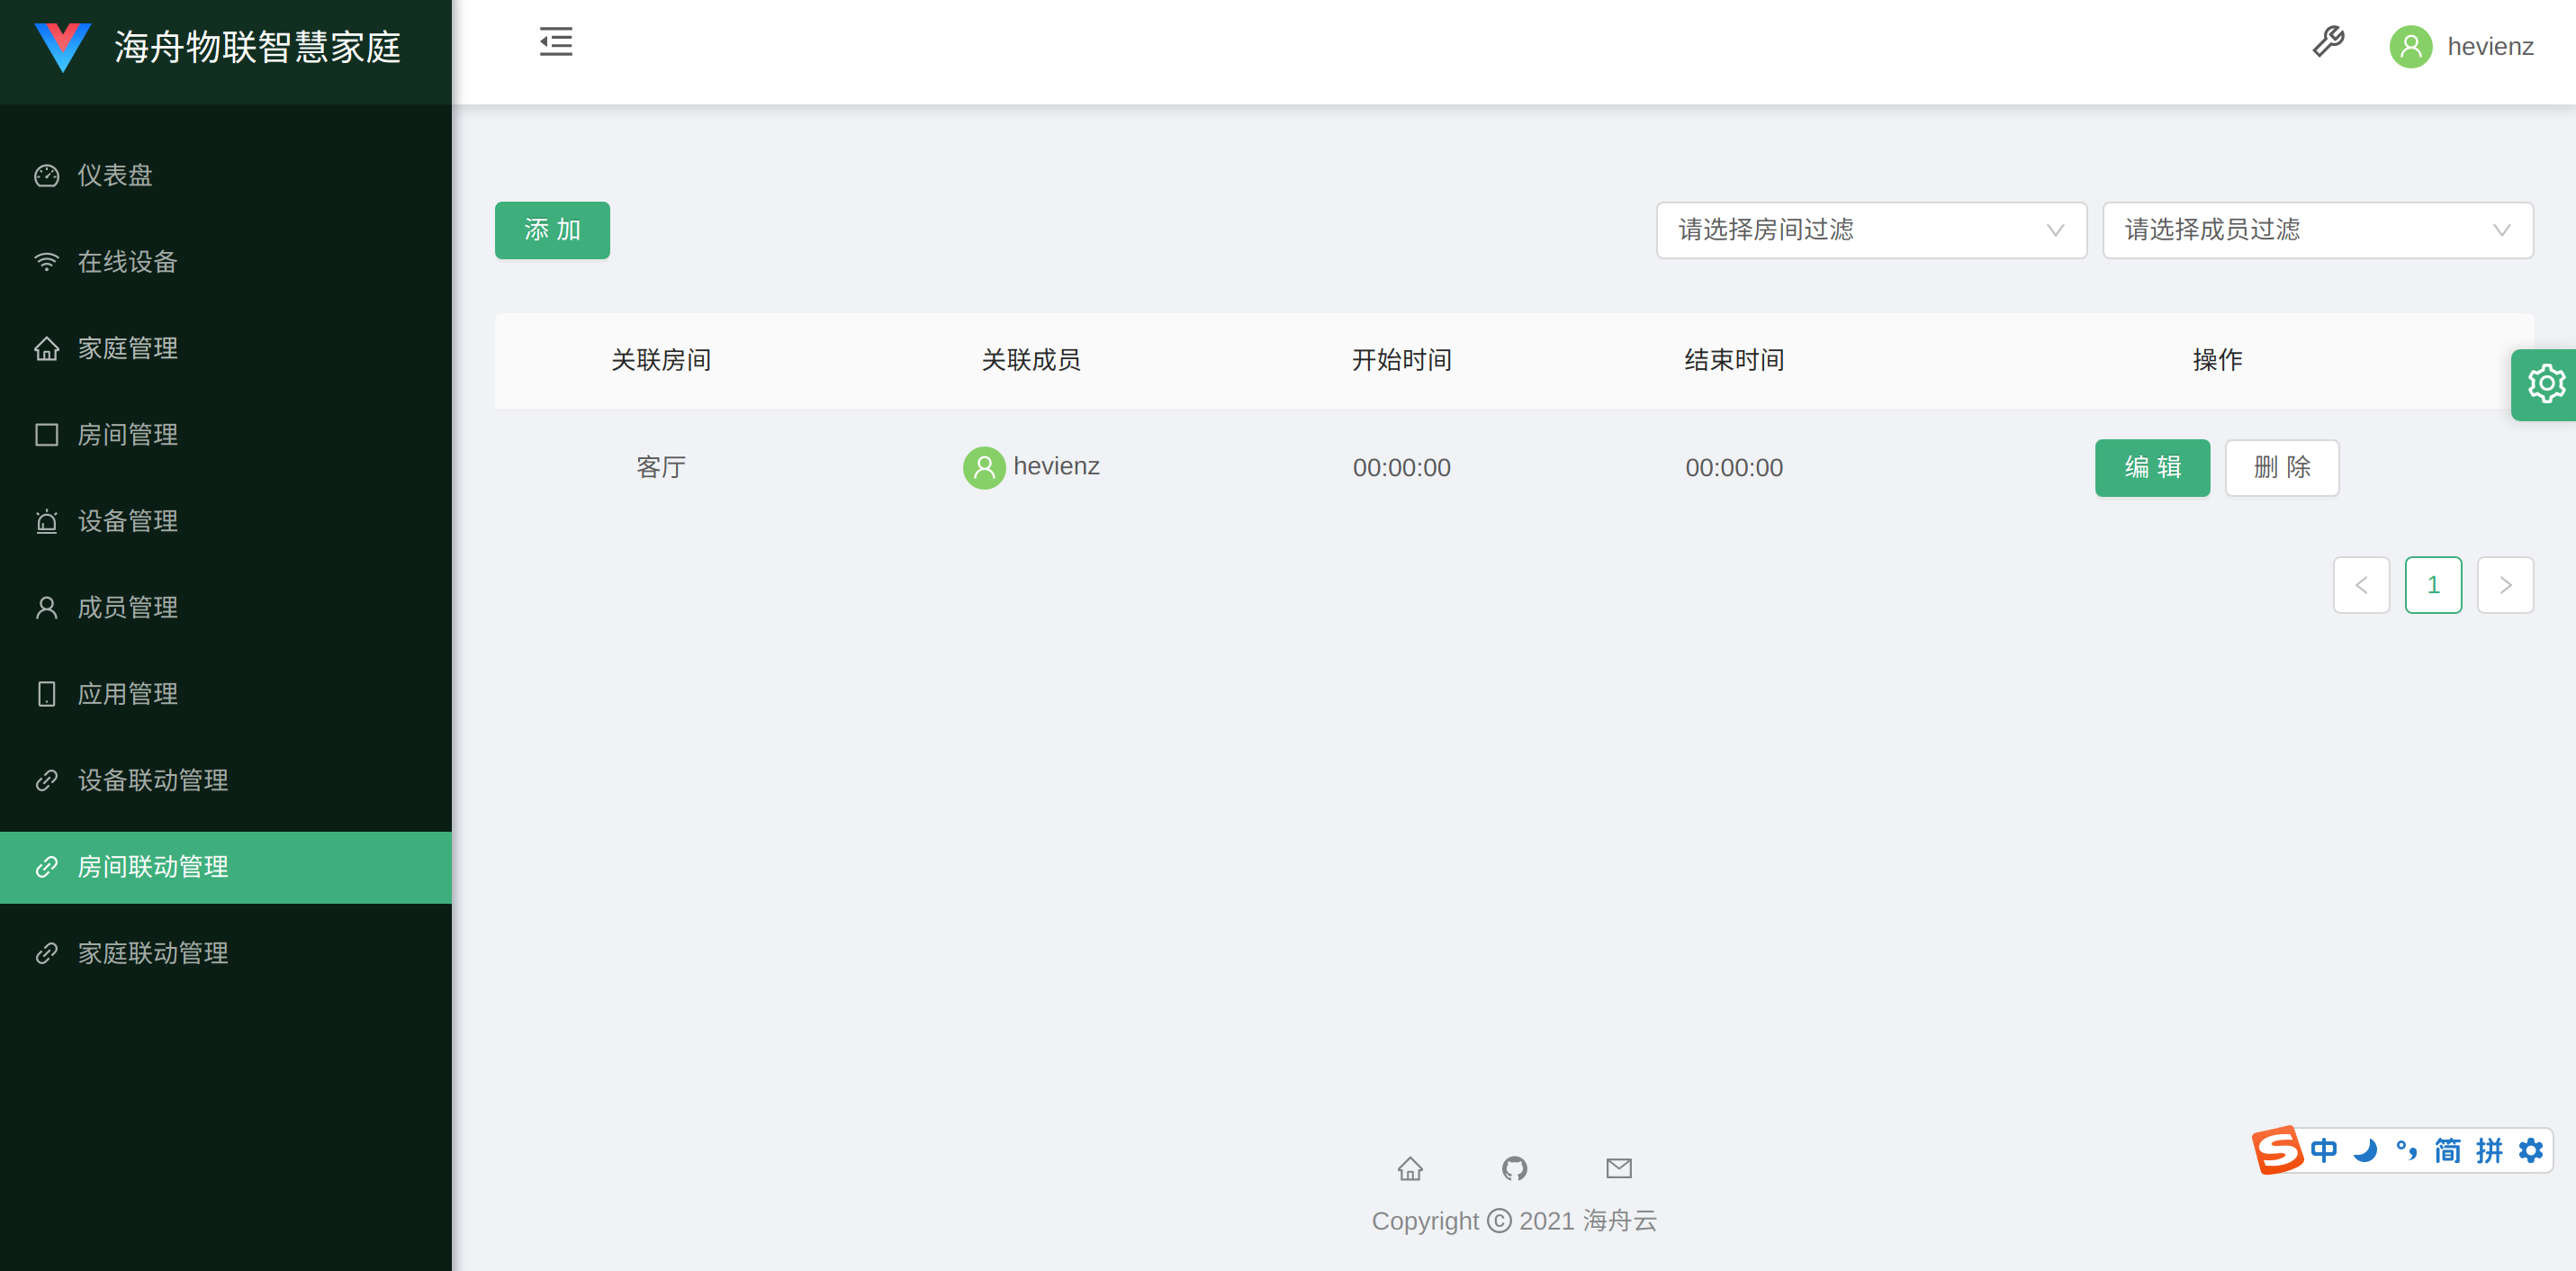 海舟物联智慧家庭
hevienz
仪表盘
在线设备
家庭管理
房间管理
设备管理
成员管理
应用管理
设备联动管理
房间联动管理
家庭联动管理
添 加
请选择房间过滤
请选择成员过滤
关联房间 关联成员 开始时间 结束时间 操作
客厅 hevienz 00:00:00 00:00:00 编 辑 删 除
1
中 °, 简 拼
Copyright © 2021 海舟云